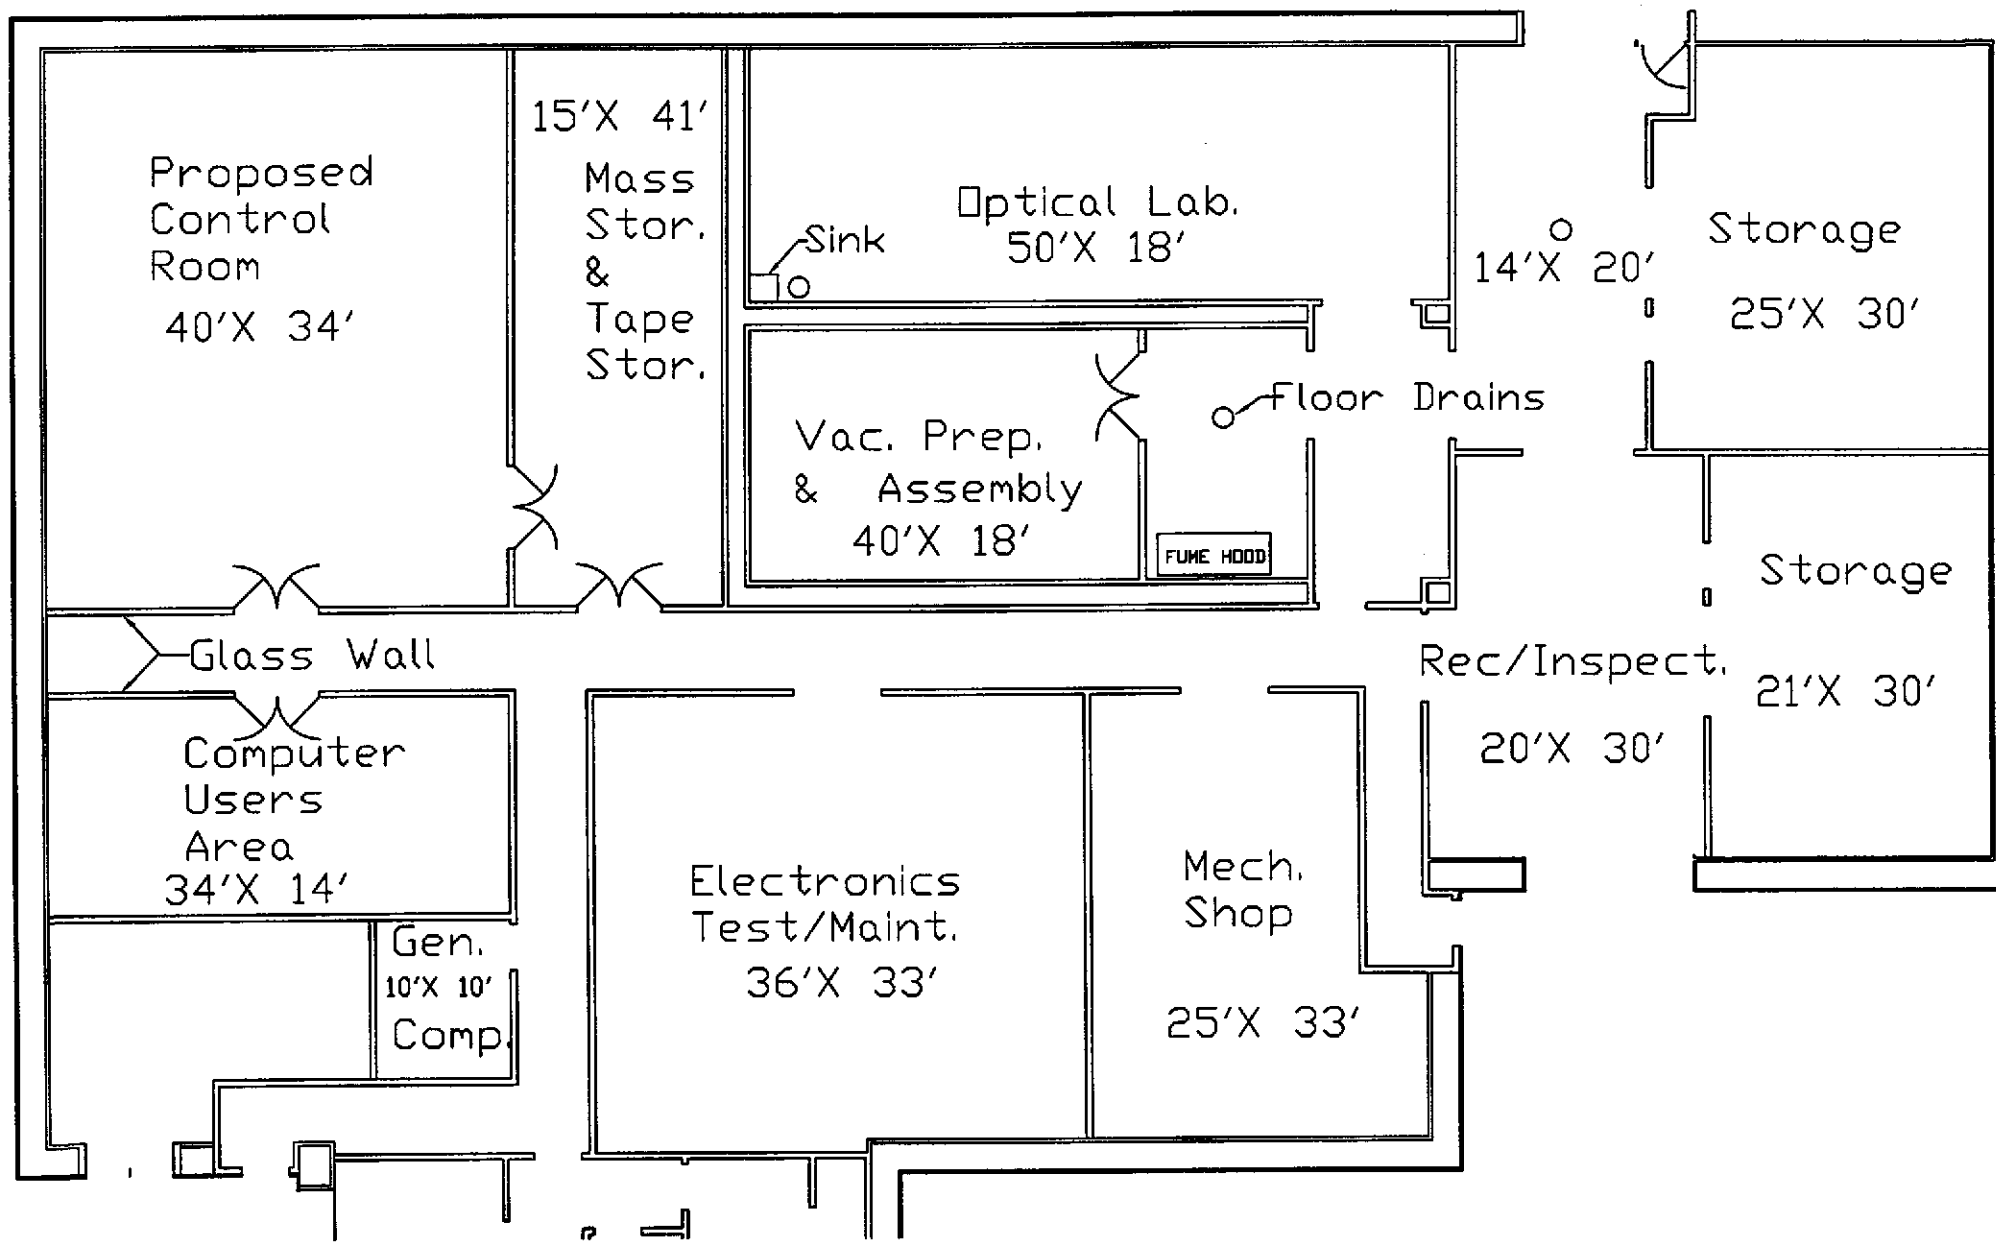 Proposed
Control
Room
40'X 34'
15'X 41'
Mass
Stor.
&
Tape
Stor.
Optical Lab.
50'X 18'
Sink
14'X 20'
Storage
25'X 30'
Floor Drains
Vac. Prep.
& Assembly
40'X 18'
FUME HOOD
Storage
21'X 30'
Glass Wall
Rec/Inspect.
20'X 30'
Computer
Users
Area
34'X 14'
Gen.
10'X 10'
Comp.
Electronics
Test/Maint.
36'X 33'
Mech.
Shop
25'X 33'